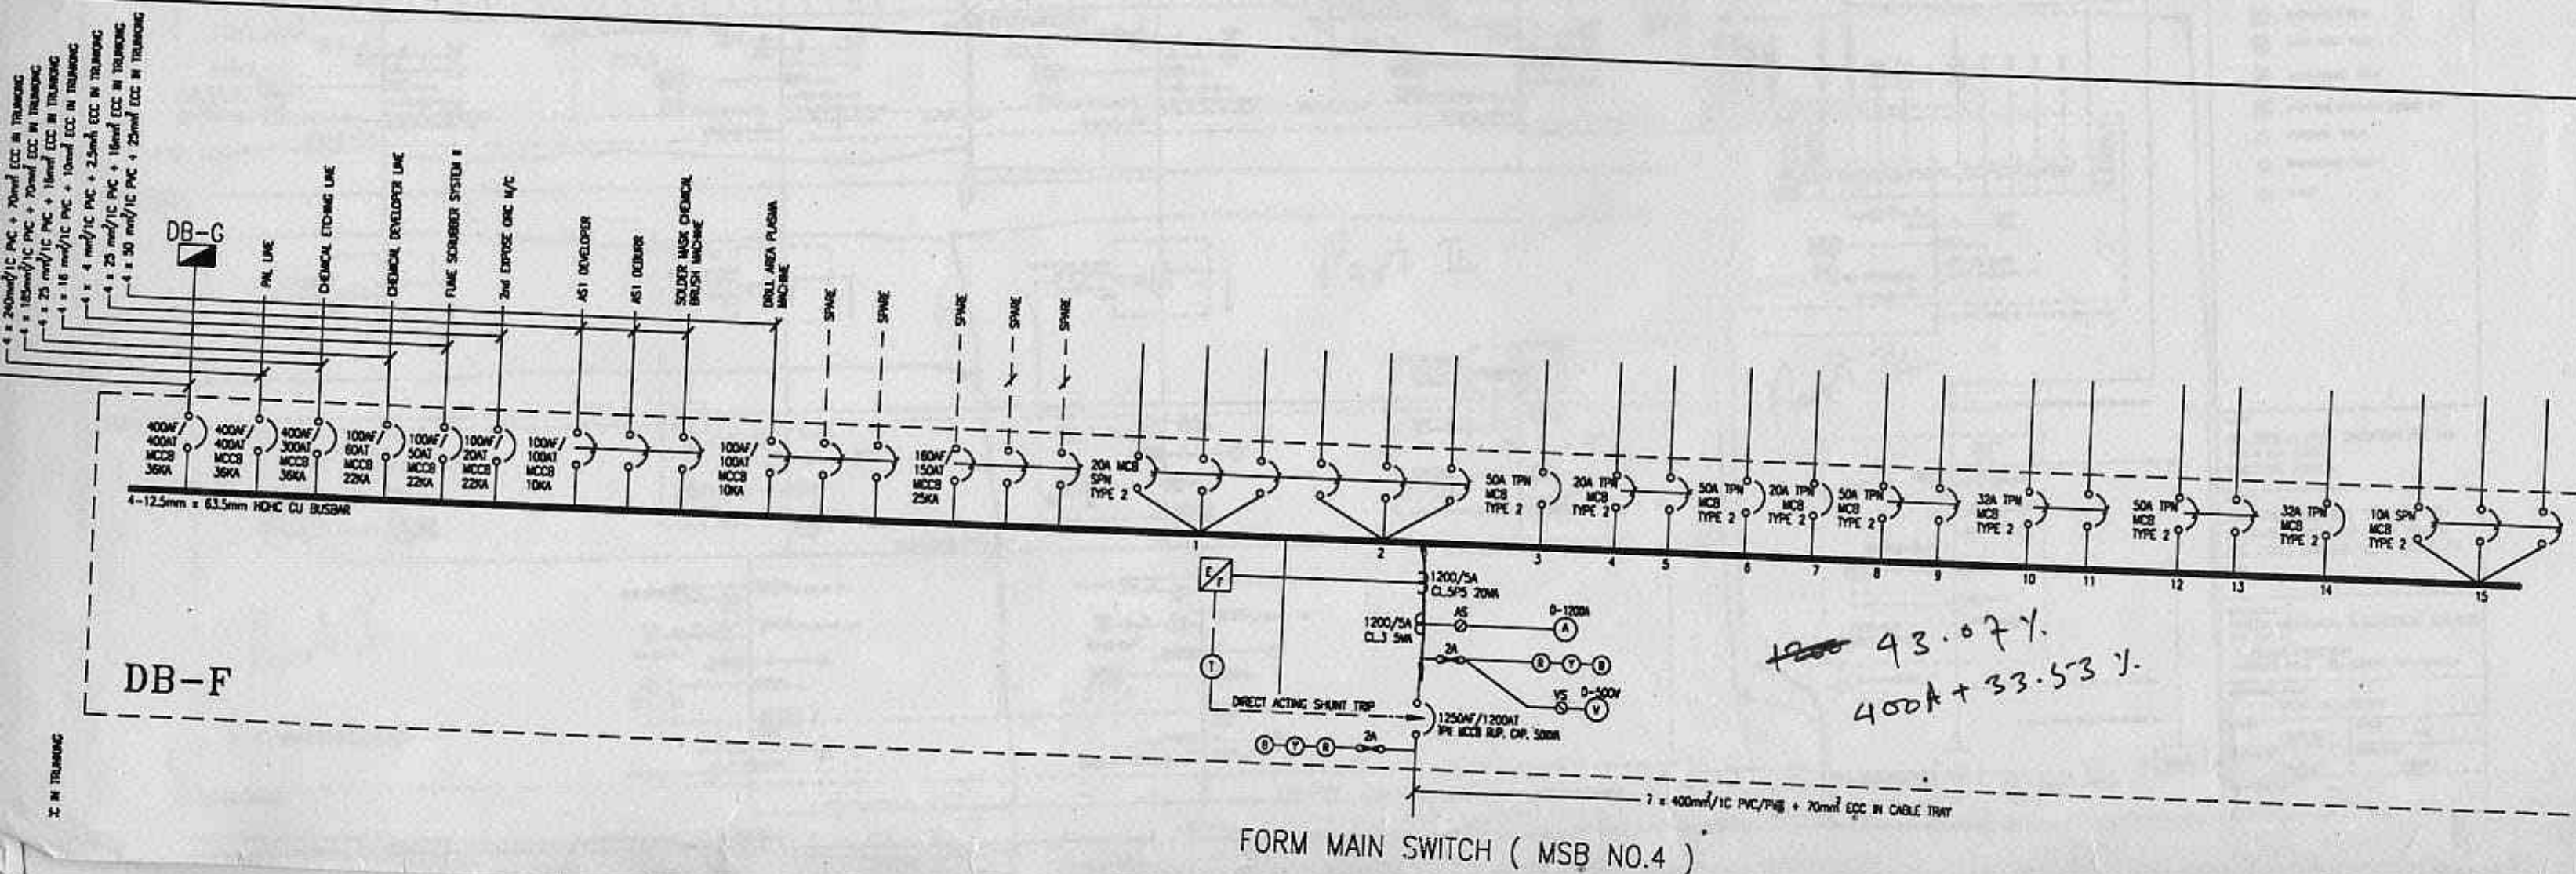 4 x 240mm²/1C PVC + 70mm² ECC IN TRUNKING
4 x 185mm²/1C PVC + 70mm² ECC IN TRUNKING
4 x 25 mm²/1C PVC + 16mm² ECC IN TRUNKING
4 x 16 mm²/1C PVC + 10mm² ECC IN TRUNKING
4 x 4 mm²/1C PVC + 2.5mm² ECC IN TRUNKING
4 x 25 mm²/1C PVC + 16mm² ECC IN TRUNKING
4 x 50 mm²/1C PVC + 25mm² ECC IN TRUNKING
DB-G
PAL LINE
CHEMICAL ETCHING LINE
CHEMICAL DEVELOPER LINE
FUME SCRUBBER SYSTEM II
2nd EXPOSE ORC M/C
AS1 DEVELOPER
AS1 DEBURR
SOLDER MASK CHEMICAL
BRUSH MACHINE
DRILL AREA PLASMA
MACHINE
SPARE
SPARE
SPARE
SPARE
SPARE
400AF/
400AT
MCCB
36KA
400AF/
400AT
MCCB
36KA
400AF/
300AT
MCCB
36KA
100AF/
60AT
MCCB
22KA
100AF/
50AT
MCCB
22KA
100AF/
20AT
MCCB
22KA
100AF/
100AT
MCCB
10KA
100AF/
100AT
MCCB
10KA
160AF/
150AT
MCCB
25KA
20A MCB
SPN
TYPE 2
50A TPN
MCB
TYPE 2
20A TPN
MCB
TYPE 2
50A TPN
MCB
TYPE 2
20A TPN
MCB
TYPE 2
50A TPN
MCB
TYPE 2
32A TPN
MCB
TYPE 2
50A TPN
MCB
TYPE 2
32A TPN
MCB
TYPE 2
10A SPN
MCB
TYPE 2
4-12.5mm x 63.5mm HDHC CU BUSBAR
1 2 3 4 5 6 7 8 9 10 11 12 13 14 15
E/F
1200/5A
CL.5P5 20VA
1200/5A
CL.3 5VA
AS
0-1200A
A
2A
R Y B
VS
0-500V
V
T
DIRECT ACTING SHUNT TRIP
1250AF/1200AT
TPN MCCB RUP. CAP. 50KA
B Y R
2A
1200 43.07 %
400A + 33.53 %
DB-F
IN TRUNKING
7 x 400mm²/1C PVC/PVC + 70mm² ECC IN CABLE TRAY
FORM MAIN SWITCH ( MSB NO.4 )